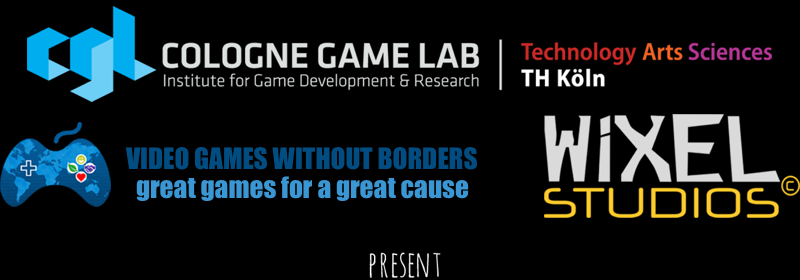 cgl
COLOGNE GAME LAB
Institute for Game Development & Research
Technology Arts Sciences
TH Köln
VIDEO GAMES WITHOUT BORDERS
great games for a great cause
WiXEL
STUDIOS©
PRESENT